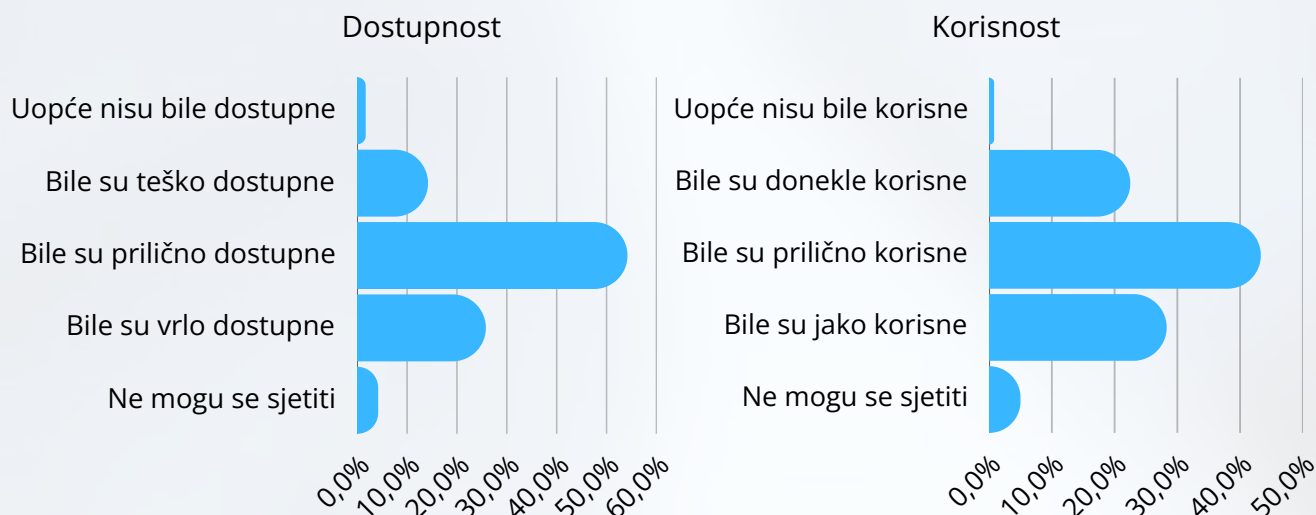 Dostupnost
Uopće nisu bile dostupne
Bile su teško dostupne
Bile su prilično dostupne
Bile su vrlo dostupne
Ne mogu se sjetiti
0,0%
10,0%
20,0%
30,0%
40,0%
50,0%
60,0%
Korisnost
Uopće nisu bile korisne
Bile su donekle korisne
Bile su prilično korisne
Bile su jako korisne
Ne mogu se sjetiti
0,0%
10,0%
20,0%
30,0%
40,0%
50,0%